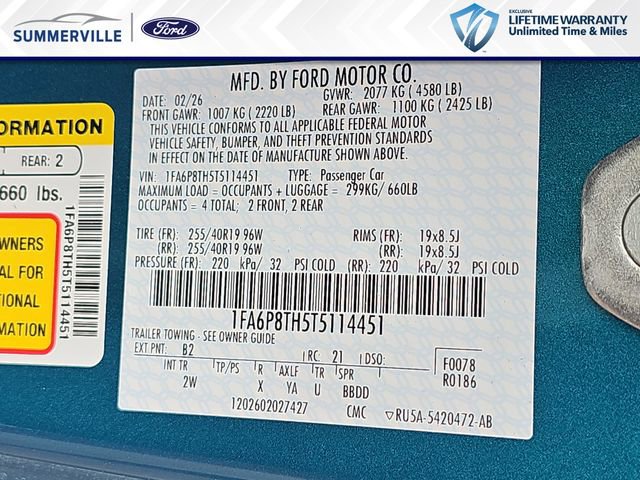 SUMMERVILLE
Ford
EXCLUSIVE
LIFETIME WARRANTY
Unlimited Time & Miles
ORMATION
REAR: 2
660 lbs.
WNERS
AL FOR
TIONAL
ORMATION
1FA6P8TH5T5114451
MFD. BY FORD MOTOR CO.
DATE: 02/26 GVWR: 2077 KG ( 4580 LB)
FRONT GAWR: 1007 KG ( 2220 LB) REAR GAWR: 1100 KG ( 2425 LB)
THIS VEHICLE CONFORMS TO ALL APPLICABLE FEDERAL MOTOR
VEHICLE SAFETY, BUMPER, AND THEFT PREVENTION STANDARDS
IN EFFECT ON THE DATE OF MANUFACTURE SHOWN ABOVE.
VIN: 1FA6P8TH5T5114451 TYPE: Passenger Car
MAXIMUM LOAD = OCCUPANTS + LUGGAGE = 299KG/ 660LB
OCCUPANTS = 4 TOTAL; 2 FRONT, 2 REAR
TIRE (FR): 255/40R19 96W RIMS (FR): 19x8.5J
(RR): 255/40R19 96W (RR): 19x8.5J
PRESSURE (FR): 220 kPa/ 32 PSI COLD (RR): 220 kPa/ 32 PSI COLD
1FA6P8TH5T5114451
TRAILER TOWING - SEE OWNER GUIDE
EXT PNT: B2 RC: 21 DSO: F0078
INT TR TP/PS R AXLF TR SPR R0186
2W X YA U BBDD
1202602027427 CMC ▽RU5A-5420472-AB